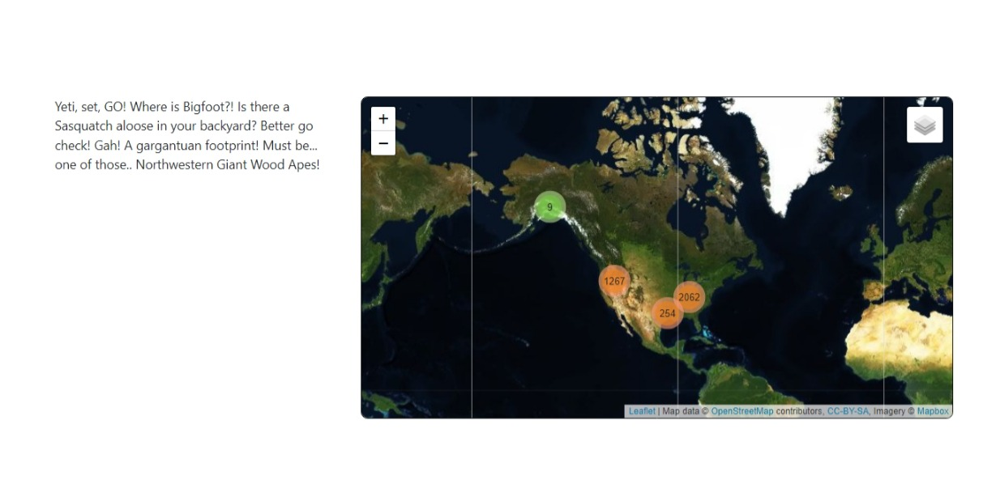 Yeti, set, GO! Where is Bigfoot?! Is there a
Sasquatch aloose in your backyard? Better go
check! Gah! A gargantuan footprint! Must be...
one of those.. Northwestern Giant Wood Apes!
+
−
9
1267
2062
254
Leaflet | Map data © OpenStreetMap contributors, CC-BY-SA, Imagery © Mapbox